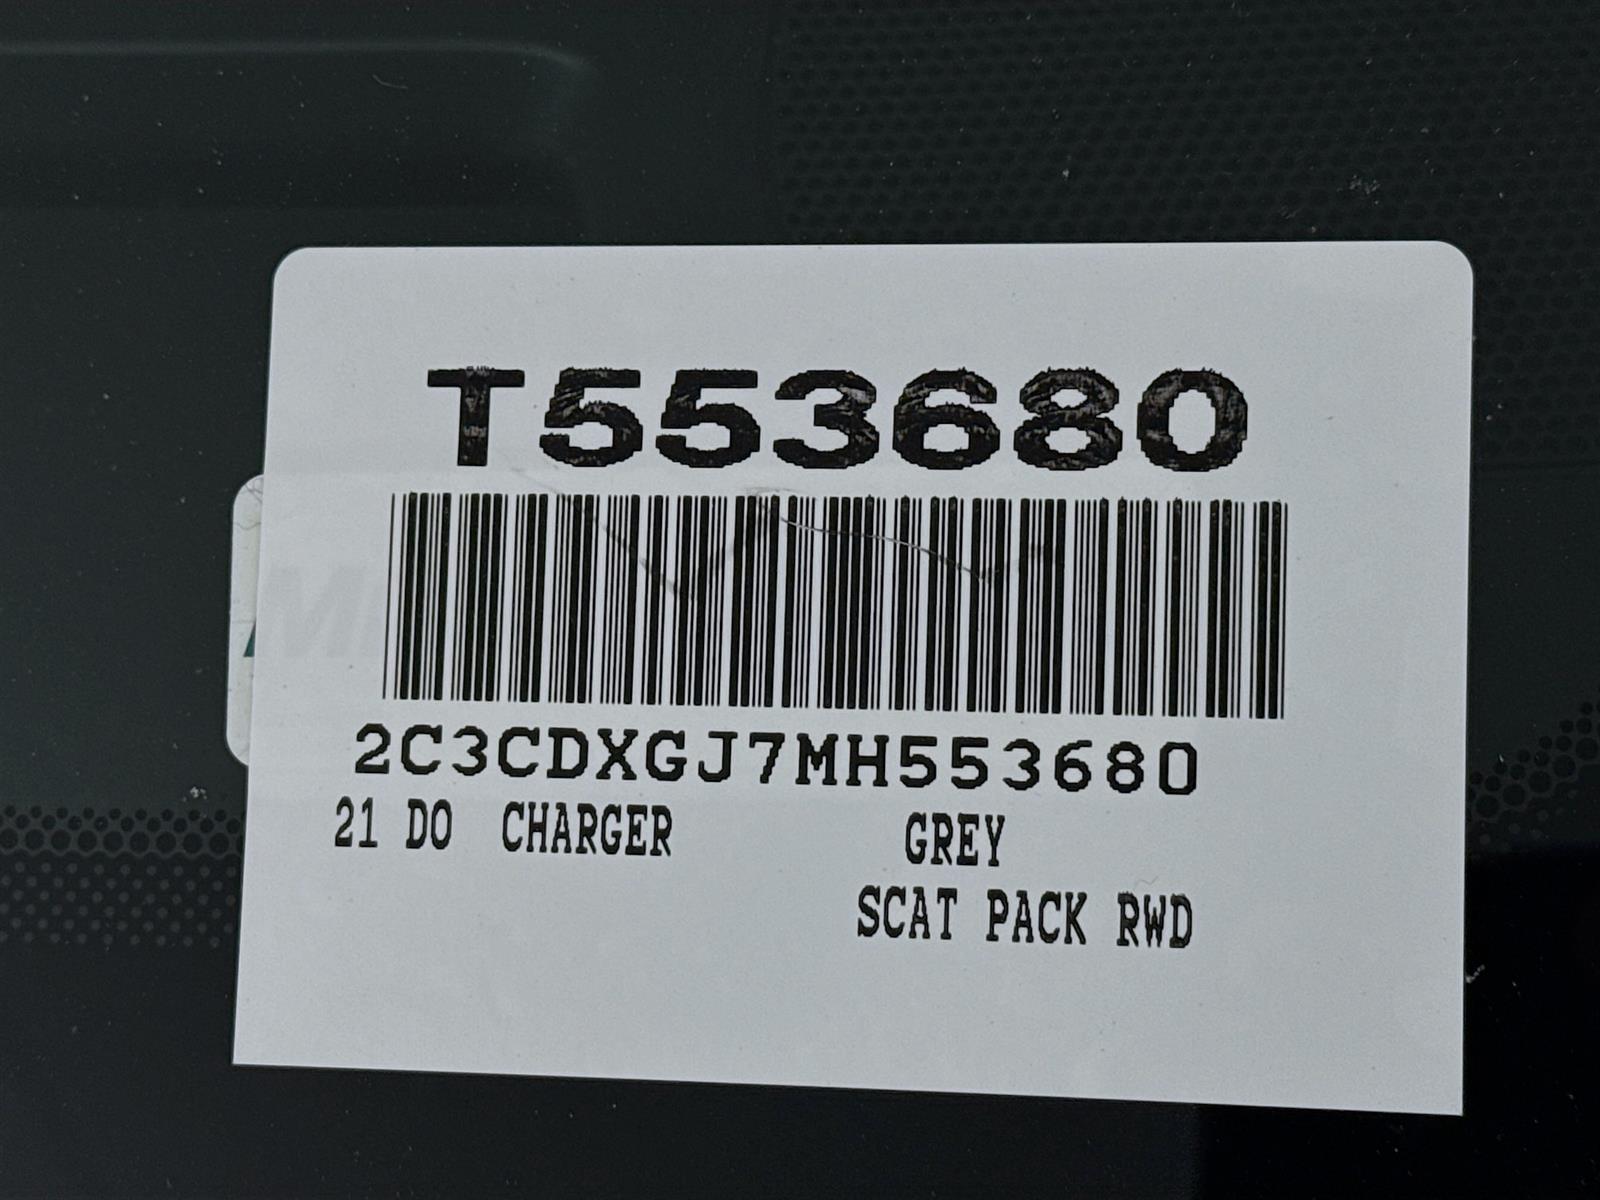 T553680
2C3CDXGJ7MH553680
21 DO CHARGER GREY
SCAT PACK RWD